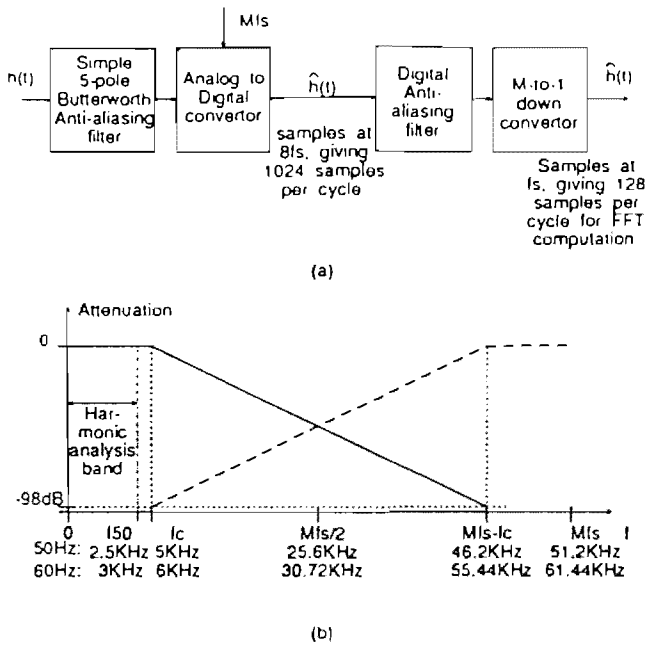 Mfs
h(t)
Simple
5-pole
Butterworth
Anti-aliasing
filter
Analog to
Digital
convertor
ĥ(t)
samples at
8fs, giving
1024 samples
per cycle
Digital
Anti-
aliasing
filter
M-to-1
down
convertor
ĥ(t)
Samples at
fs, giving 128
samples per
cycle for FFT
computation
(a)
Attenuation
0
Har-
monic
analysis
band
-98dB
0 f50 fc Mfs/2 Mfs-fc Mfs f
50Hz: 2.5KHz 5KHz 25.6KHz 46.2KHz 51.2KHz
60Hz: 3KHz 6KHz 30.72KHz 55.44KHz 61.44KHz
(b)